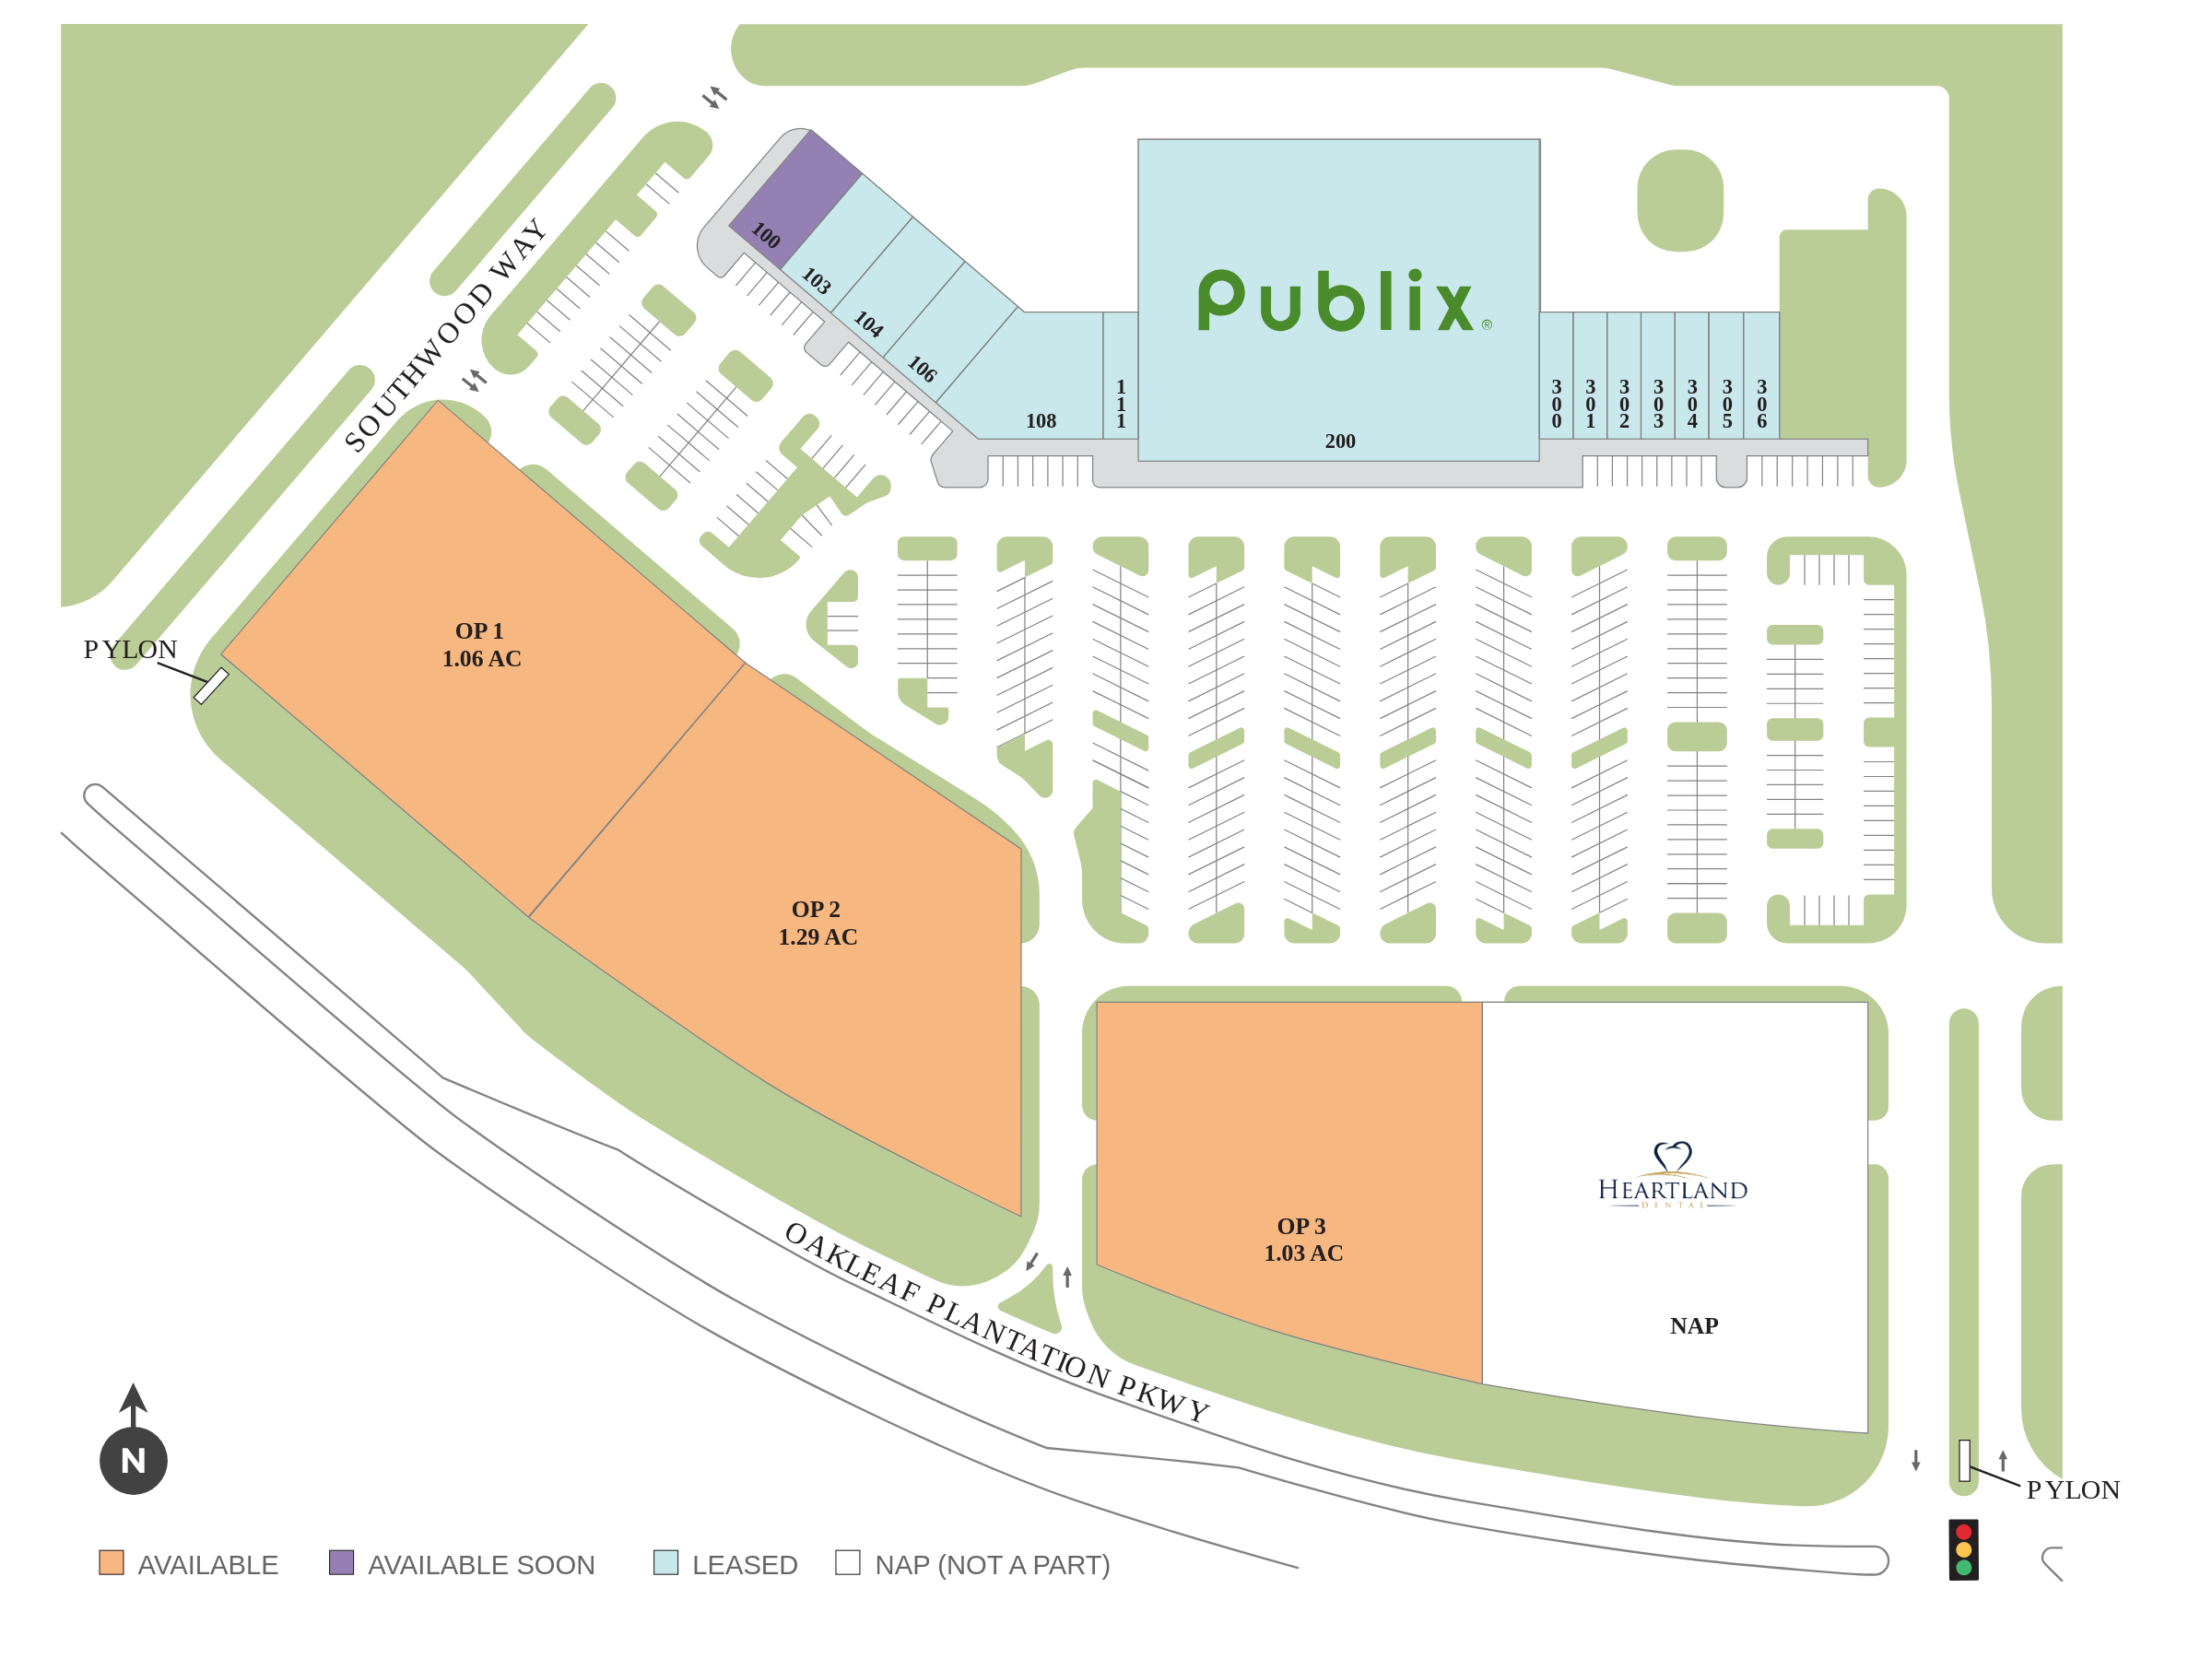 SOUTHWOOD WAY
100
103
104
106
108
111
Publix®
200
300
301
302
303
304
305
306
PYLON
OP 1
1.06 AC
OP 2
1.29 AC
OP 3
1.03 AC
HEARTLAND
DENTAL
NAP
OAKLEAF PLANTATION PKWY
PYLON
N
AVAILABLE
AVAILABLE SOON
LEASED
NAP (NOT A PART)